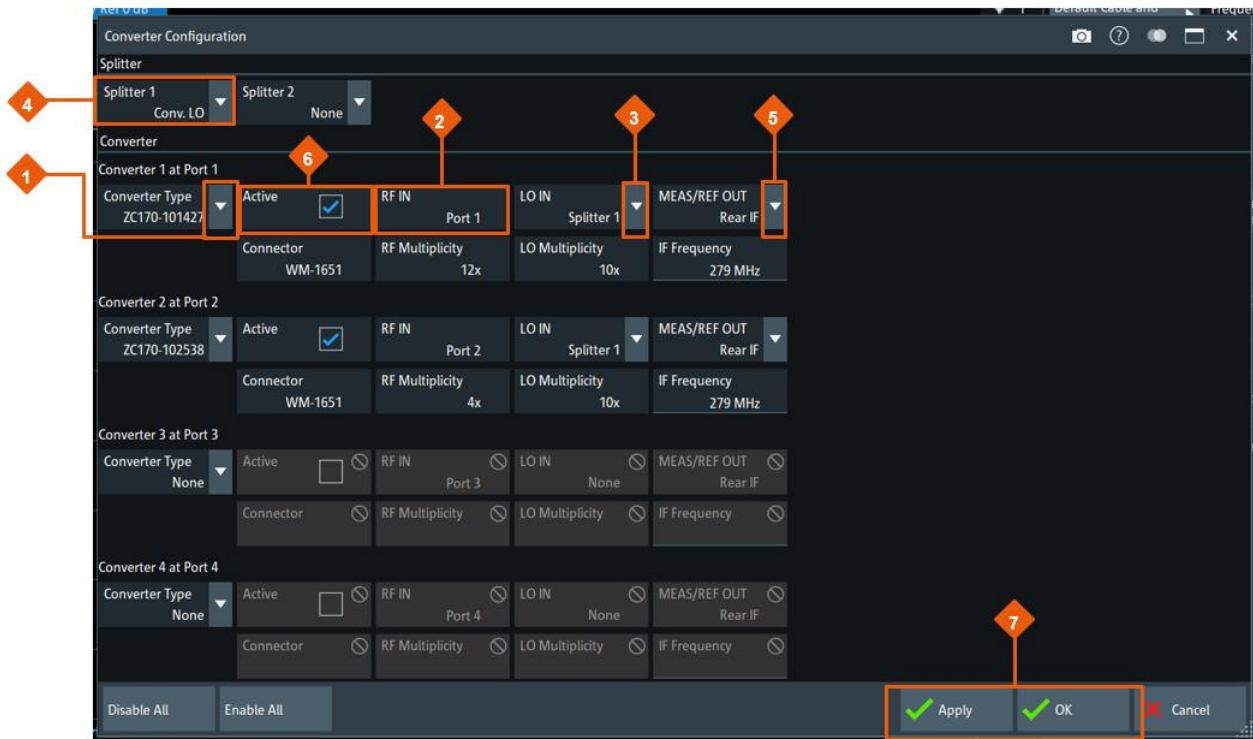 Ref 0 dB
Default Cable and
Freque
Converter Configuration
Splitter
Splitter 1
Conv. LO
Splitter 2
None
4
2
3
5
Converter
6
Converter 1 at Port 1
1
Converter Type
ZC170-101427
Active
RF IN
Port 1
LO IN
Splitter 1
MEAS/REF OUT
Rear IF
Connector
WM-1651
RF Multiplicity
12x
LO Multiplicity
10x
IF Frequency
279 MHz
Converter 2 at Port 2
Converter Type
ZC170-102538
Active
RF IN
Port 2
LO IN
Splitter 1
MEAS/REF OUT
Rear IF
Connector
WM-1651
RF Multiplicity
4x
LO Multiplicity
10x
IF Frequency
279 MHz
Converter 3 at Port 3
Converter Type
None
Active
RF IN
Port 3
LO IN
None
MEAS/REF OUT
Rear IF
Connector
RF Multiplicity
LO Multiplicity
IF Frequency
Converter 4 at Port 4
Converter Type
None
Active
RF IN
Port 4
LO IN
None
MEAS/REF OUT
Rear IF
Connector
RF Multiplicity
LO Multiplicity
IF Frequency
7
Disable All
Enable All
Apply
OK
Cancel